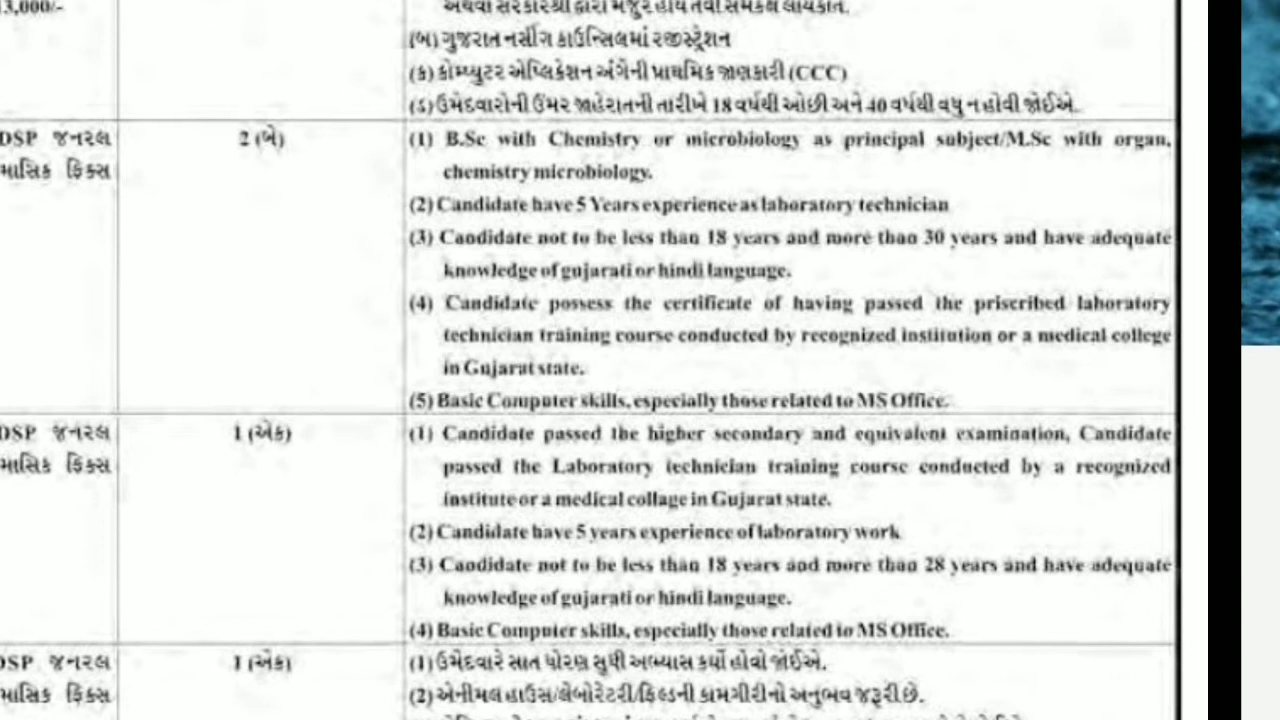 13,000/-
અથવા સરકારશ્રી દ્વારા મંજુર હોય તેવી સમકક્ષ લાયકાત.
(બ) ગુજરાત નર્સીંગ કાઉન્સિલમાં રજીસ્ટ્રેશન
(ક) કોમ્પ્યુટર એપ્લિકેશન અંગેની પ્રાથમિક જાણકારી (CCC)
(ડ) ઉમેદવારોની ઉંમર જાહેરાતની તારીખે 18 વર્ષથી ઓછી અને 40 વર્ષથી વધુ ન હોવી જોઈએ.
DSP જનરલ
માસિક ફિક્સ
2 (બે)
(1) B.Sc with Chemistry or microbiology as principal subject/M.Sc with organ,
chemistry microbiology.
(2) Candidate have 5 Years experience as laboratory technician
(3) Candidate not to be less than 18 years and more than 30 years and have adequate
knowledge of gujarati or hindi language.
(4) Candidate possess the certificate of having passed the priscribed laboratory
technician training course conducted by recognized institution or a medical college
in Gujarat state.
(5) Basic Computer skills, especially those related to MS Office.
DSP જનરલ
માસિક ફિક્સ
1 (એક)
(1) Candidate passed the higher secondary and equivalent examination, Candidate
passed the Laboratory technician training course conducted by a recognized
institute or a medical collage in Gujarat state.
(2) Candidate have 5 years experience of laboratory work
(3) Candidate not to be less than 18 years and more than 28 years and have adequate
knowledge of gujarati or hindi language.
(4) Basic Computer skills, especially those related to MS Office.
DSP જનરલ
માસિક ફિક્સ
1 (એક)
(1) ઉમેદવારે સાત ધોરણ સુધી અભ્યાસ કર્યો હોવો જોઈએ.
(2) એનીમલ હાઉસ/લેબોરેટરી/ફિલ્ડની કામગીરીનો અનુભવ જરૂરી છે.